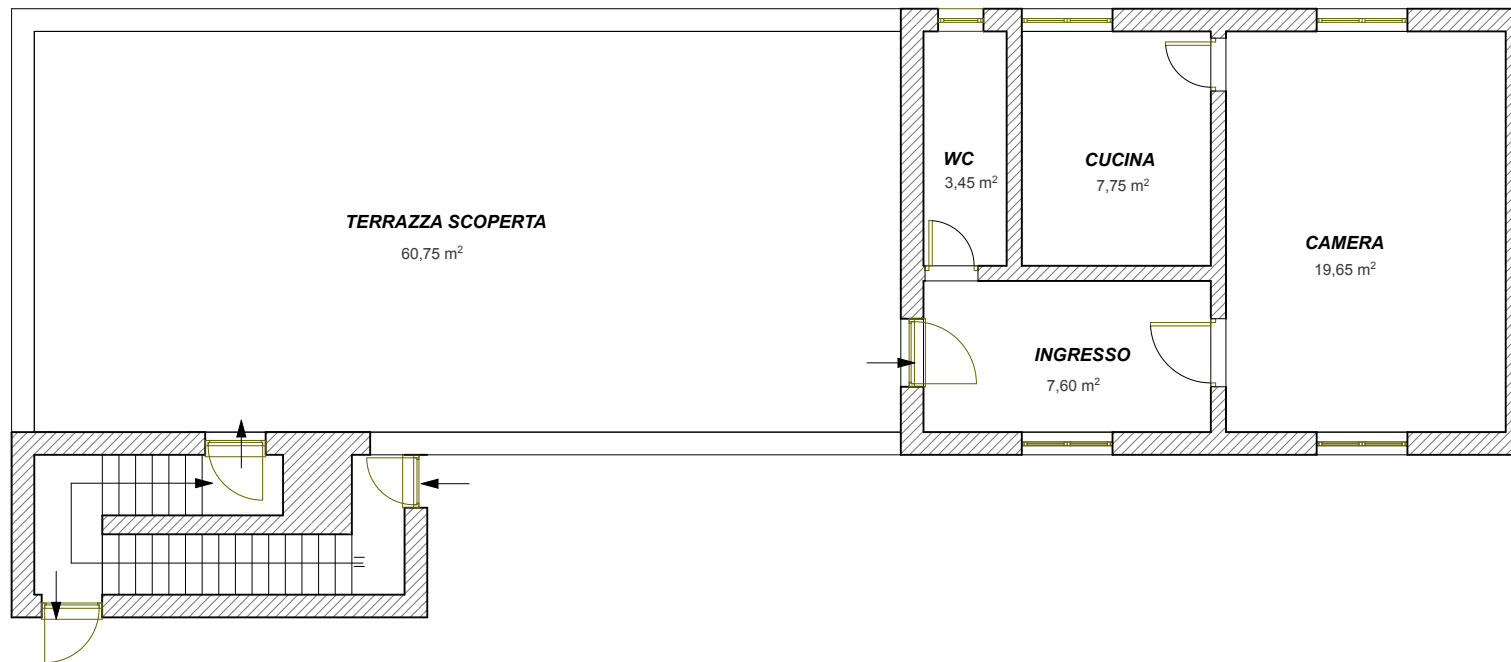 TERRAZZA SCOPERTA
60,75 m²
WC
3,45 m²
CUCINA
7,75 m²
CAMERA
19,65 m²
INGRESSO
7,60 m²